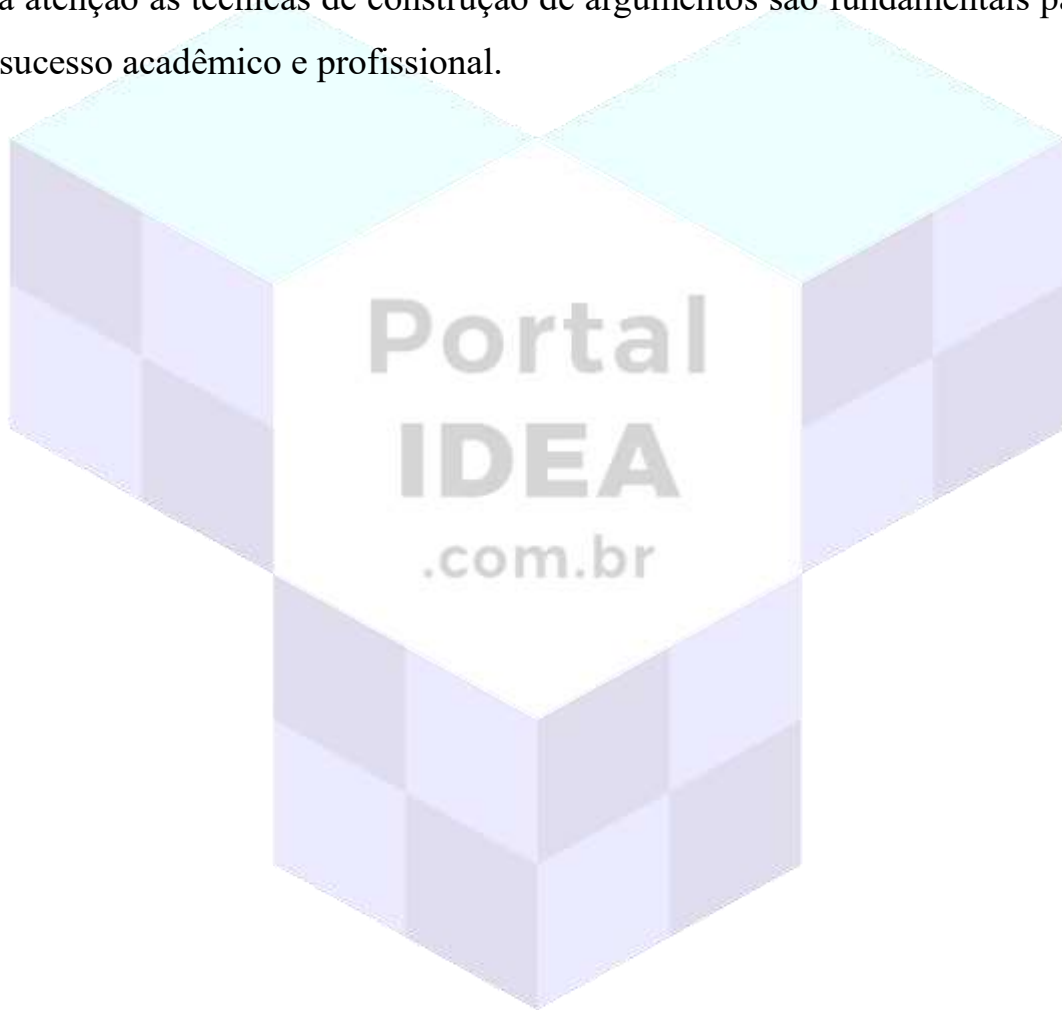 a atenção às técnicas de construção de argumentos são fundamentais
sucesso acadêmico e profissional.
Portal
IDEA
.com.br